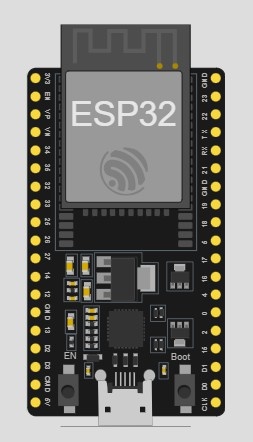 ESP32
3V3
EN
VP
VN
34
35
32
33
25
26
27
14
12
GND
13
D2
D3
CMD
5V
GND
23
22
TX
RX
21
GND
19
18
5
17
16
4
0
2
15
D1
D0
CLK
EN
Boot